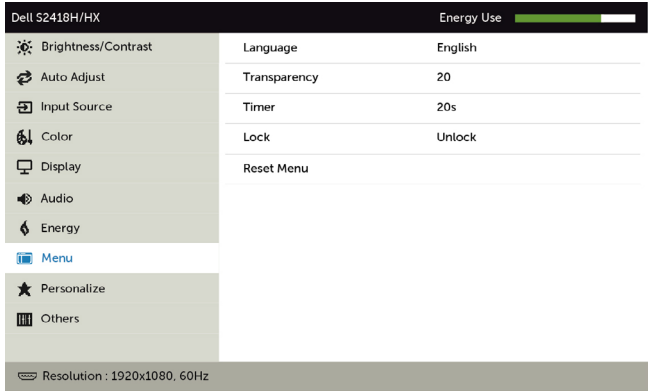 Dell S2418H/HX Energy Use
Brightness/Contrast Language English
Auto Adjust Transparency 20
Input Source Timer 20s
Color Lock Unlock
Display Reset Menu
Audio
Energy
Menu
Personalize
Others
Resolution : 1920x1080, 60Hz